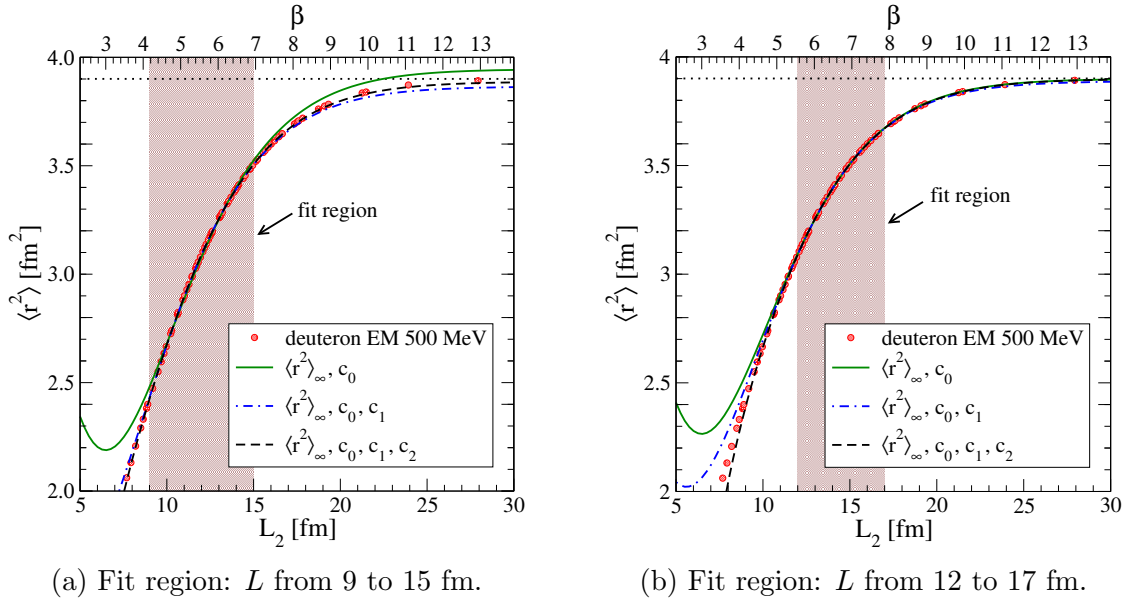 β
3 4 5 6 7 8 9 10 11 12 13
4.0
3.5
3.0
2.5
2.0
⟨r²⟩ [fm²]
fit region
deuteron EM 500 MeV
⟨r²⟩∞, c₀
⟨r²⟩∞, c₀, c₁
⟨r²⟩∞, c₀, c₁, c₂
5 10 15 20 25 30
L₂ [fm]
(a) Fit region: L from 9 to 15 fm.
β
3 4 5 6 7 8 9 10 11 12 13
4
3.5
3
2.5
2
⟨r²⟩ [fm²]
fit region
deuteron EM 500 MeV
⟨r²⟩∞, c₀
⟨r²⟩∞, c₀, c₁
⟨r²⟩∞, c₀, c₁, c₂
5 10 15 20 25 30
L₂ [fm]
(b) Fit region: L from 12 to 17 fm.